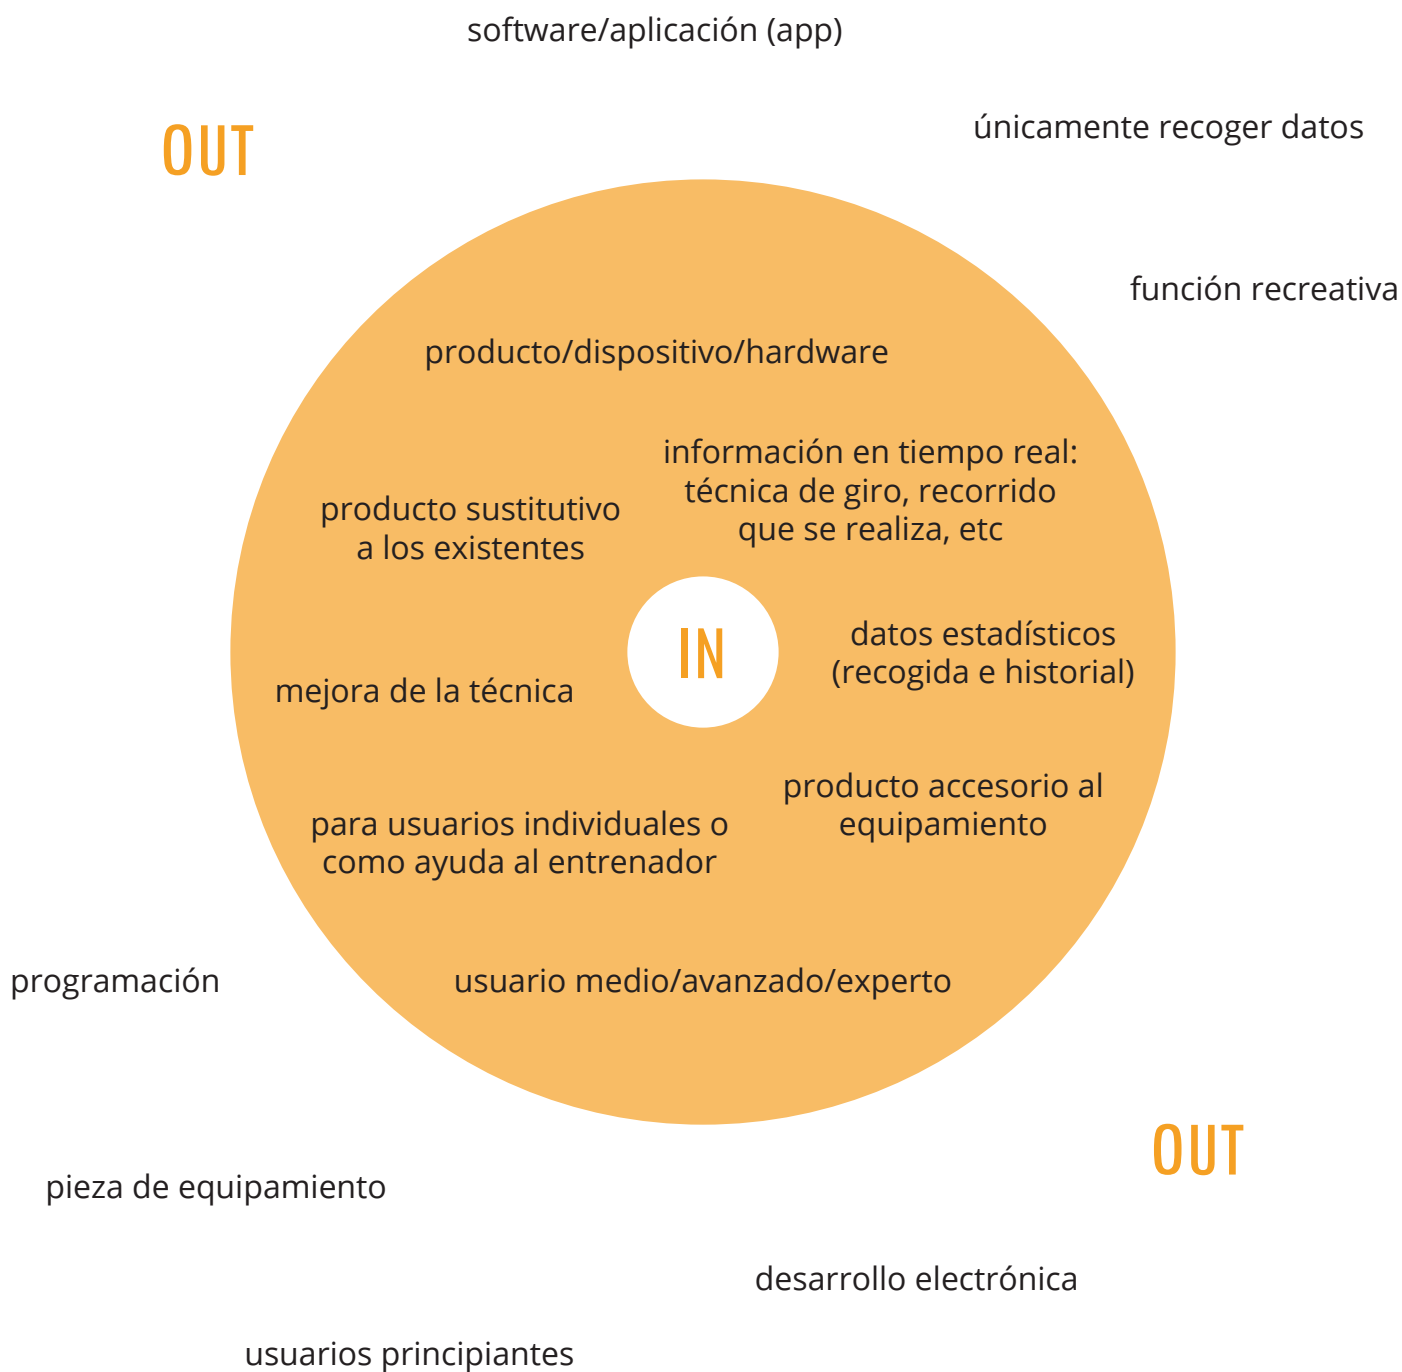 software/aplicación (app)
únicamente recoger datos
OUT
función recreativa
producto/dispositivo/hardware
información en tiempo real:
técnica de giro, recorrido
que se realiza, etc
producto sustitutivo
a los existentes
IN
datos estadísticos
(recogida e historial)
mejora de la técnica
producto accesorio al
equipamiento
para usuarios individuales o
como ayuda al entrenador
programación
usuario medio/avanzado/experto
OUT
pieza de equipamiento
desarrollo electrónica
usuarios principiantes